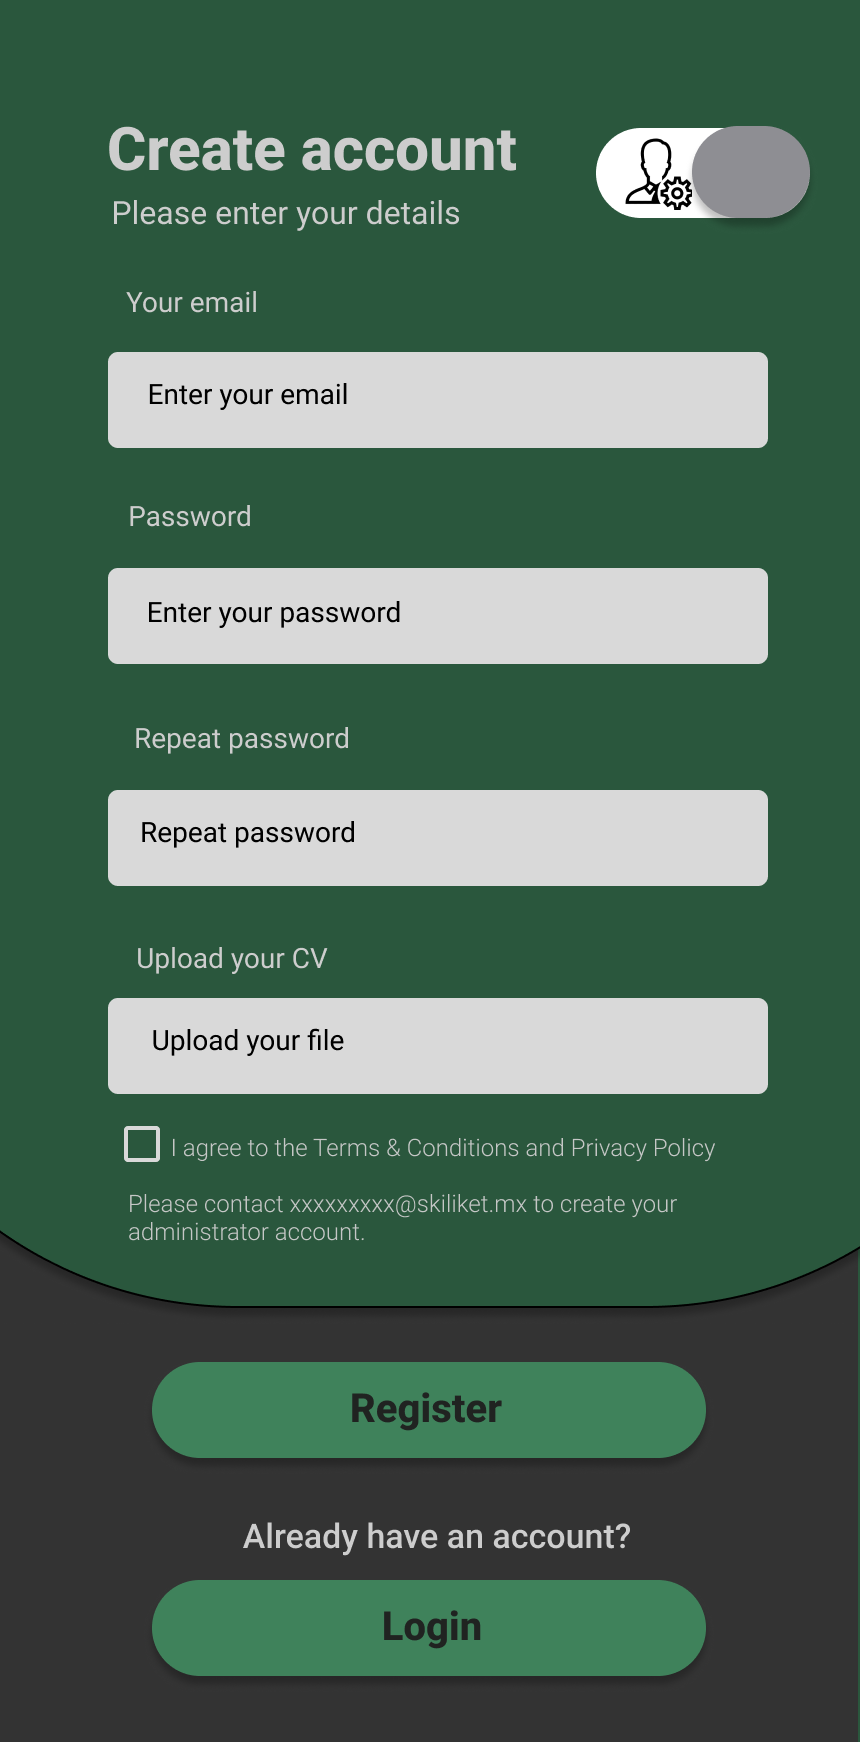 Create account
Please enter your details
Your email
Enter your email
Password
Enter your password
Repeat password
Repeat password
Upload your CV
Upload your file
I agree to the Terms & Conditions and Privacy Policy
Please contact xxxxxxxxx@skiliket.mx to create your
administrator account.
Register
Already have an account?
Login